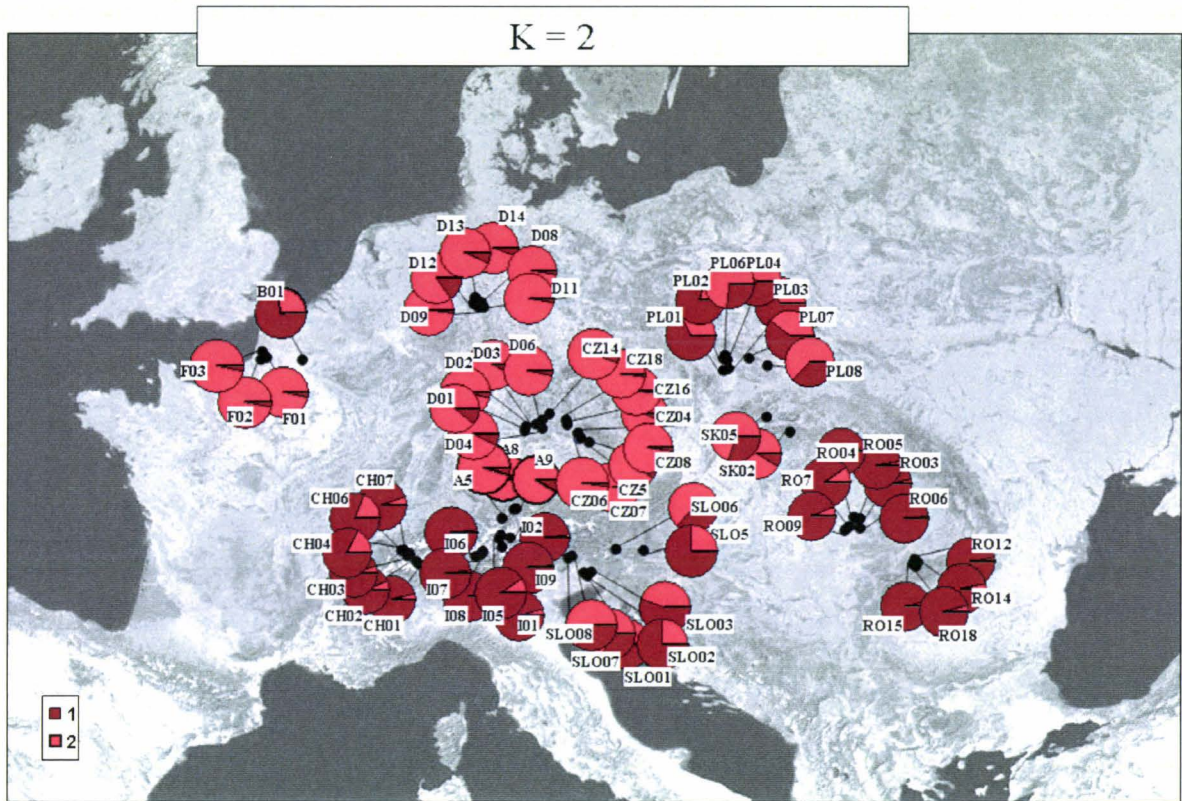 K = 2
D14
D13
D08
D12
D11
D09
B01
F03
F02
F01
PL06
PL04
PL02
PL03
PL01
PL07
PL08
D03
D06
D02
D01
D04
CZ14
CZ18
CZ16
CZ04
CZ08
CZ5
CZ07
CZ06
A8
A9
A5
SK05
SK02
RO05
RO04
RO03
RO7
RO06
RO09
RO12
RO14
RO15
RO18
CH07
CH06
CH04
CH03
CH02
CH01
I02
I06
I09
I07
I08
I05
I01
SLO06
SLO5
SLO03
SLO08
SLO02
SLO07
SLO01
1
2